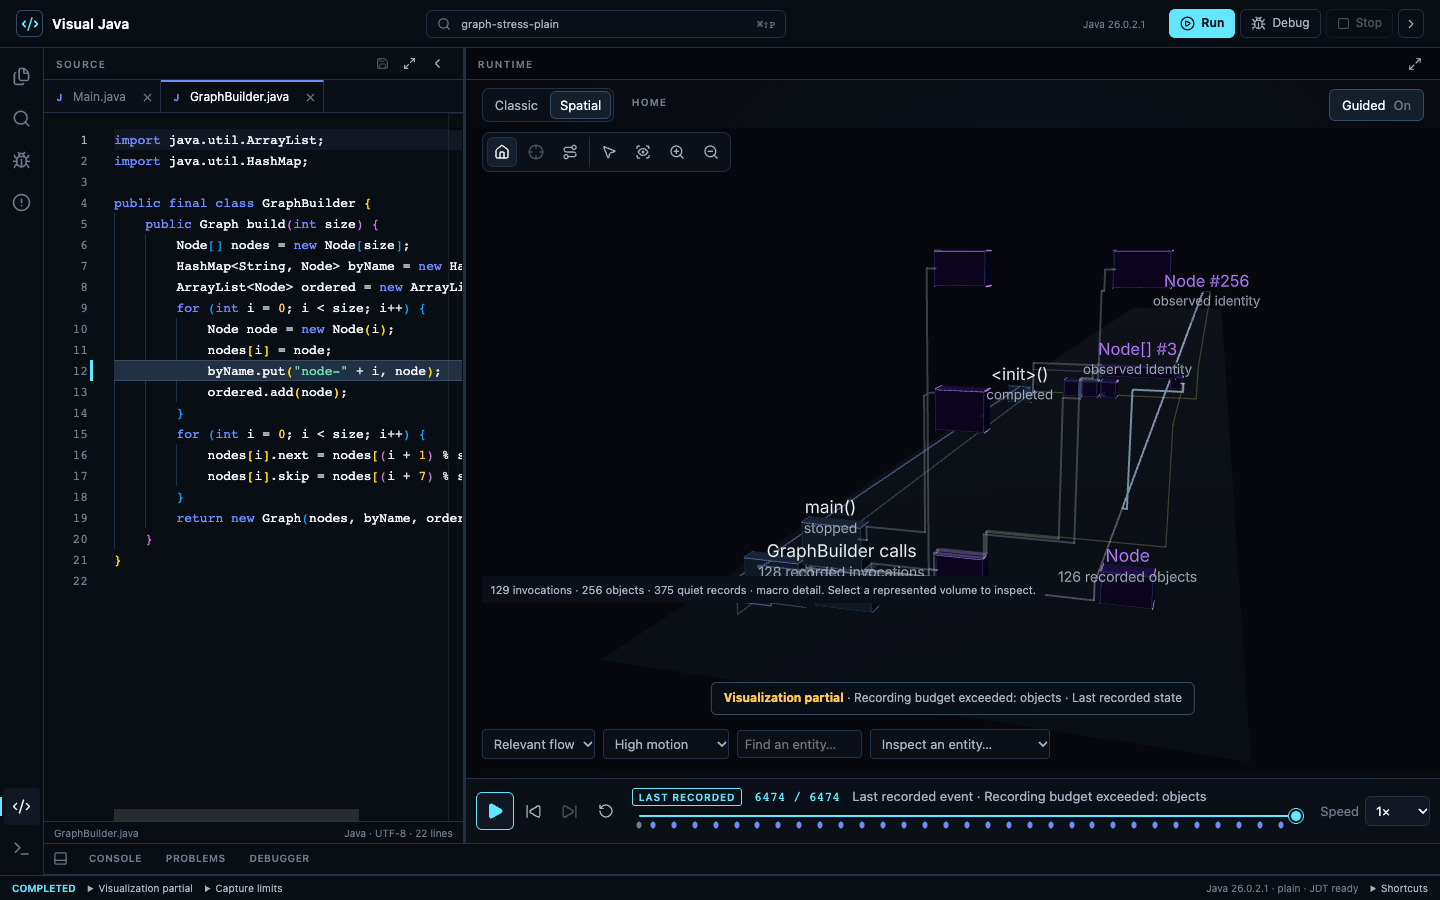 Visual Java
graph-stress-plain
⌘⇧P
Java 26.0.2.1
Run
Debug
Stop
SOURCE
RUNTIME
J Main.java
J GraphBuilder.java
Classic
Spatial
HOME
Guided On
1 import java.util.ArrayList;
2 import java.util.HashMap;
3
4 public final class GraphBuilder {
5 public Graph build(int size) {
6 Node[] nodes = new Node[size];
7 HashMap<String, Node> byName = new Ha
8 ArrayList<Node> ordered = new ArrayLi
9 for (int i = 0; i < size; i++) {
10 Node node = new Node(i);
11 nodes[i] = node;
12 byName.put("node-" + i, node);
13 ordered.add(node);
14 }
15 for (int i = 0; i < size; i++) {
16 nodes[i].next = nodes[(i + 1) % s
17 nodes[i].skip = nodes[(i + 7) % s
18 }
19 return new Graph(nodes, byName, order
20 }
21 }
22
Node #256
observed identity
Node[] #3
observed identity
<init>()
completed
main()
stopped
GraphBuilder calls
128 recorded invocations
Node
126 recorded objects
129 invocations · 256 objects · 375 quiet records · macro detail. Select a represented volume to inspect.
Visualization partial · Recording budget exceeded: objects · Last recorded state
Relevant flow
High motion
Find an entity...
Inspect an entity...
LAST RECORDED
6474 / 6474
Last recorded event · Recording budget exceeded: objects
Speed
1×
GraphBuilder.java
Java · UTF-8 · 22 lines
CONSOLE
PROBLEMS
DEBUGGER
COMPLETED
Visualization partial
Capture limits
Java 26.0.2.1 · plain · JDT ready
Shortcuts